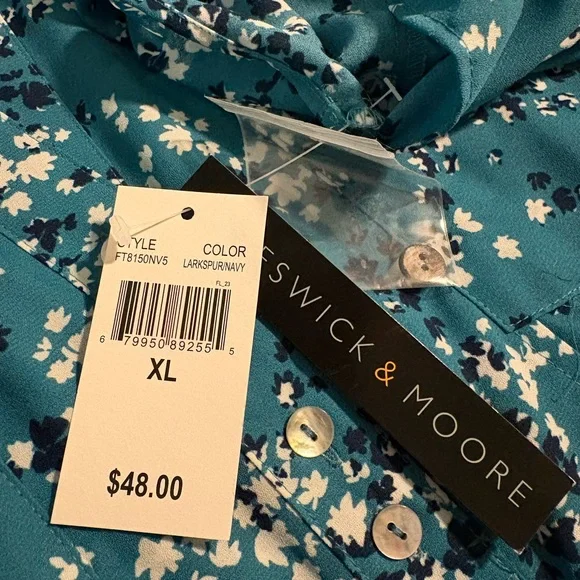 STYLE COLOR
FT8150NV5 LARKSPUR/NAVY
FL_23
6 79950 89255 5
XL
$48.00
ESWICK & MOORE